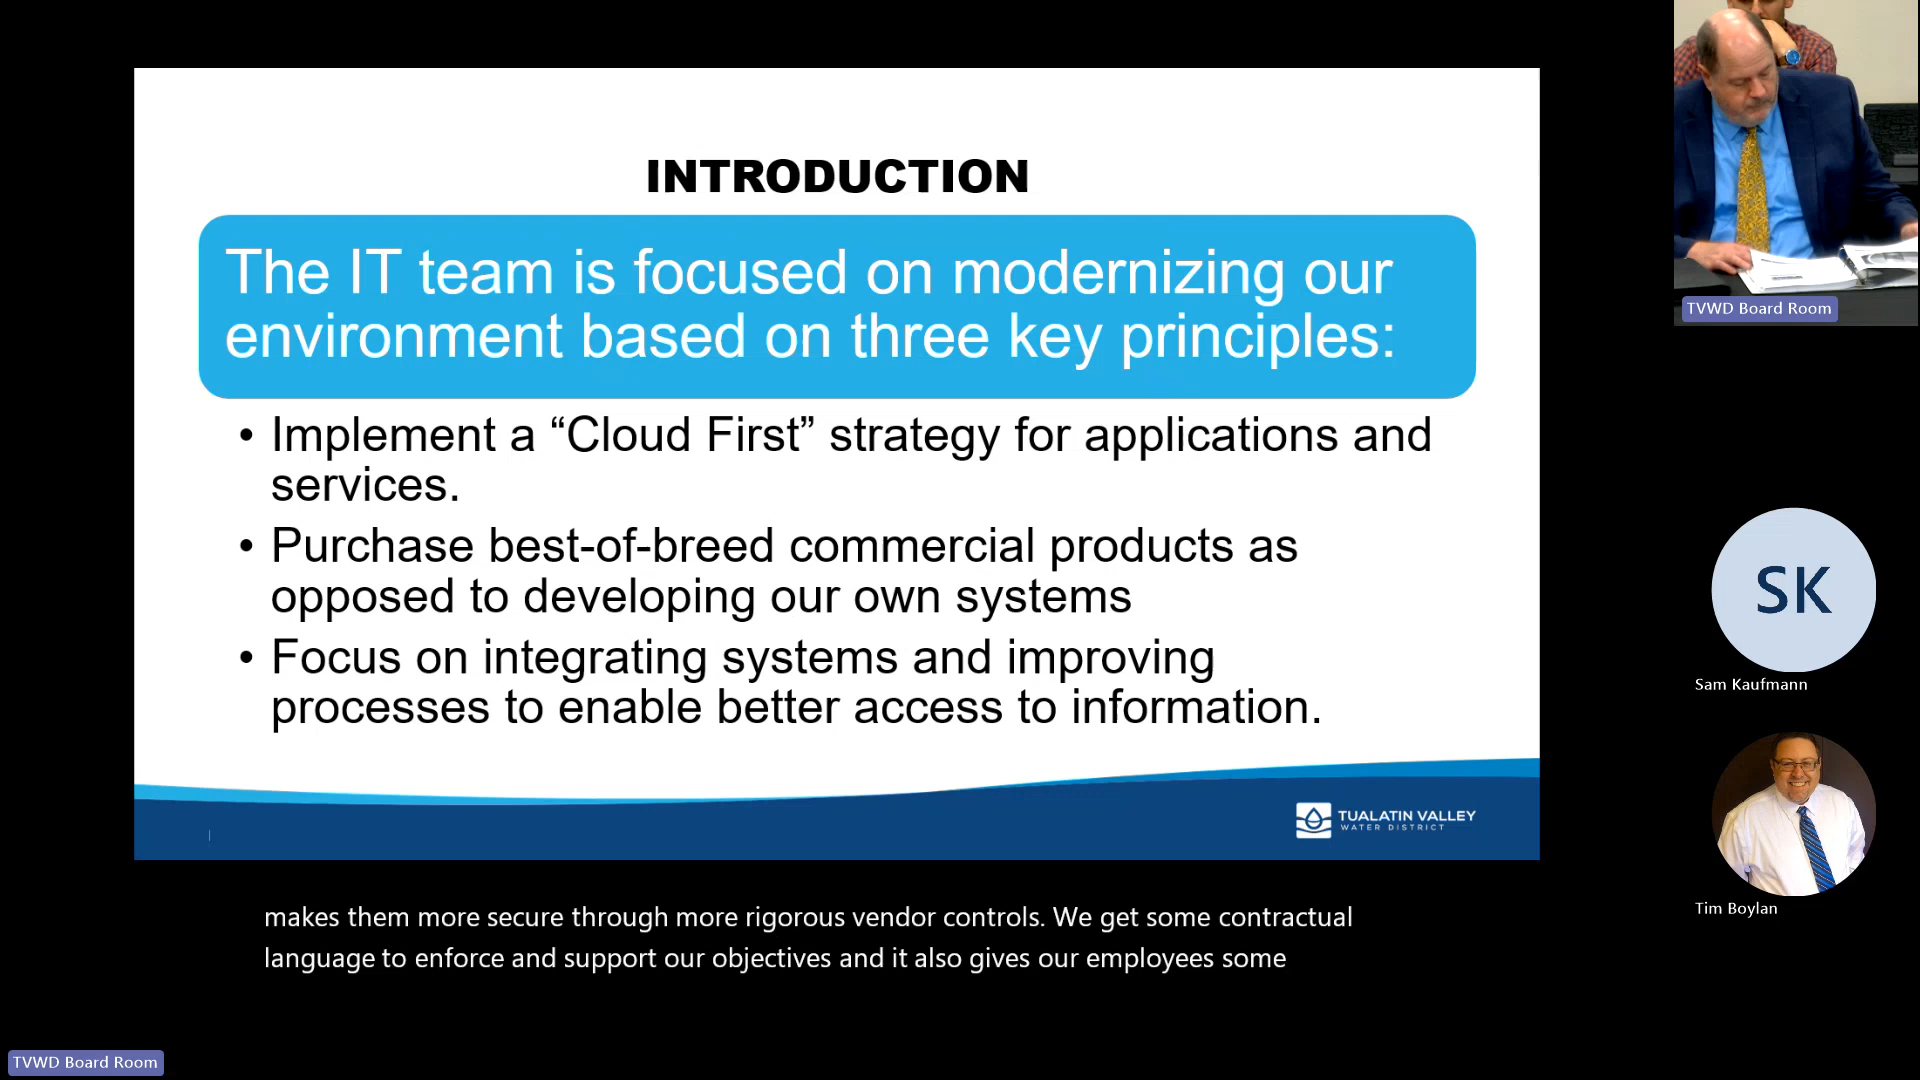 INTRODUCTION
The IT team is focused on modernizing our
environment based on three key principles:
• Implement a “Cloud First” strategy for applications and
services.
• Purchase best-of-breed commercial products as
opposed to developing our own systems
• Focus on integrating systems and improving
processes to enable better access to information.
TUALATIN VALLEY
WATER DISTRICT
makes them more secure through more rigorous vendor controls. We get some contractual
language to enforce and support our objectives and it also gives our employees some
TVWD Board Room
TVWD Board Room
SK
Sam Kaufmann
Tim Boylan